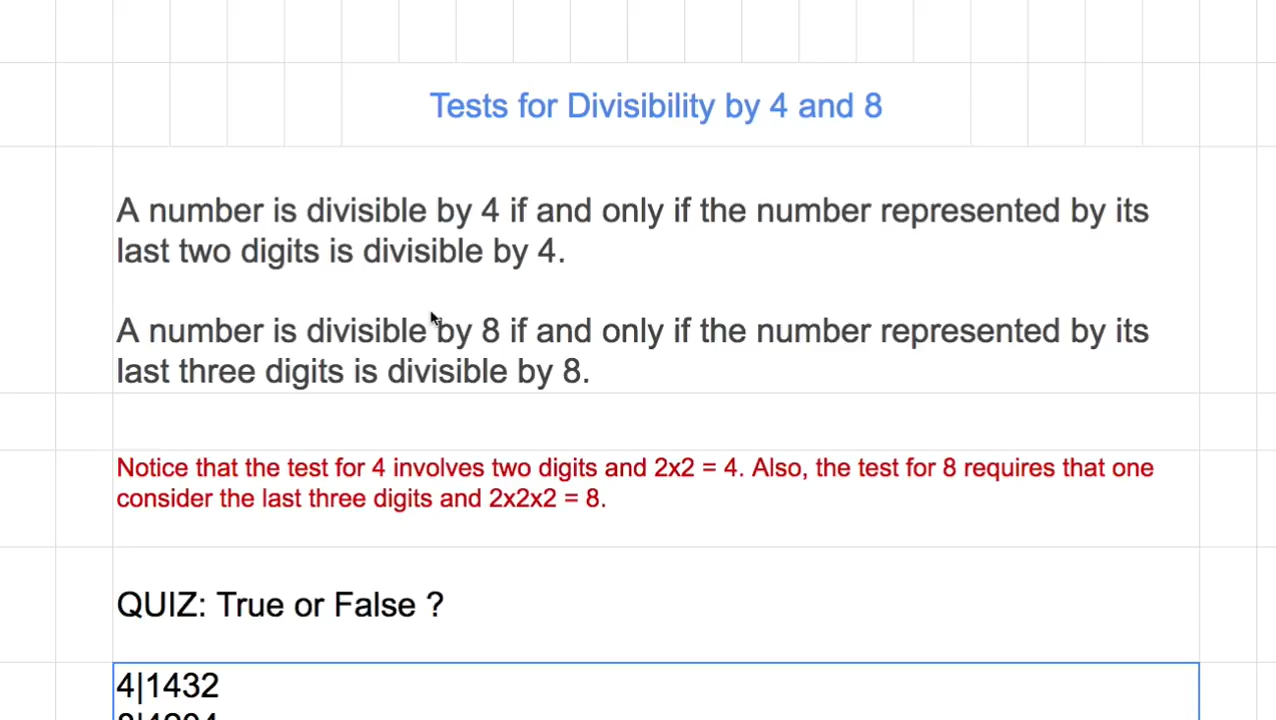 Tests for Divisibility by 4 and 8
A number is divisible by 4 if and only if the number represented by its
last two digits is divisible by 4.
A number is divisible by 8 if and only if the number represented by its
last three digits is divisible by 8.
Notice that the test for 4 involves two digits and 2x2 = 4. Also, the test for 8 requires that one
consider the last three digits and 2x2x2 = 8.
QUIZ: True or False ?
4|1432